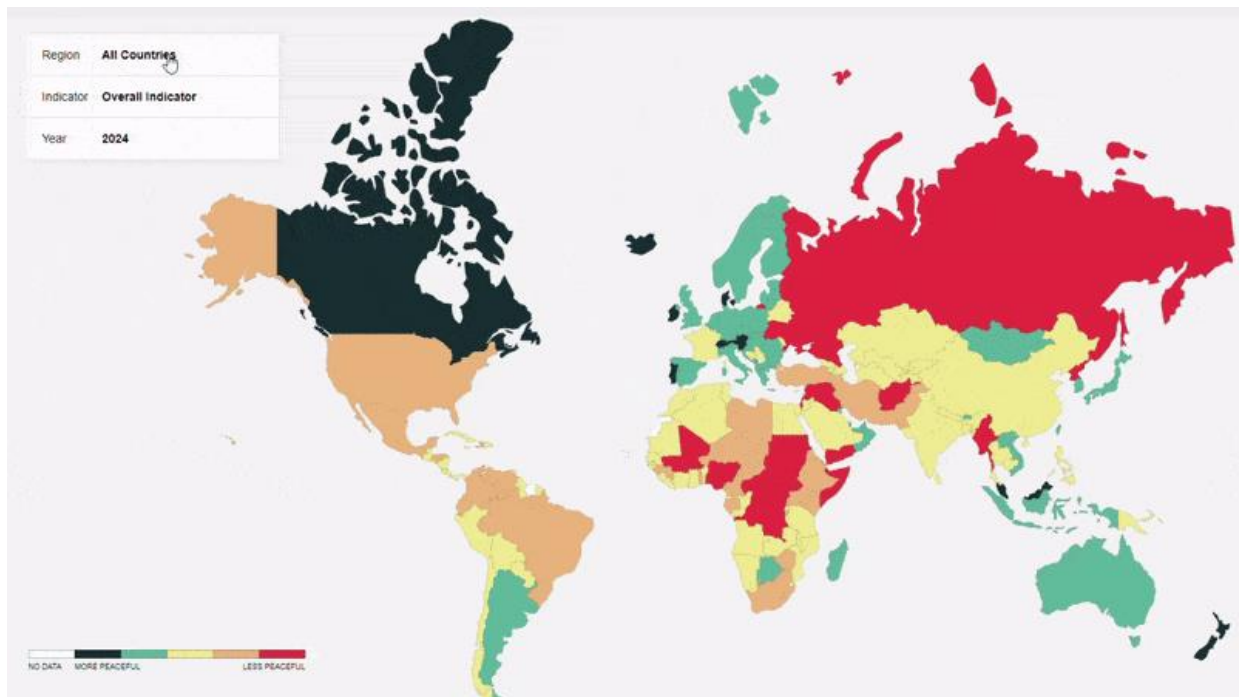 Region All Countries
Indicator Overall Indicator
Year 2024
NO DATA MORE PEACEFUL LESS PEACEFUL